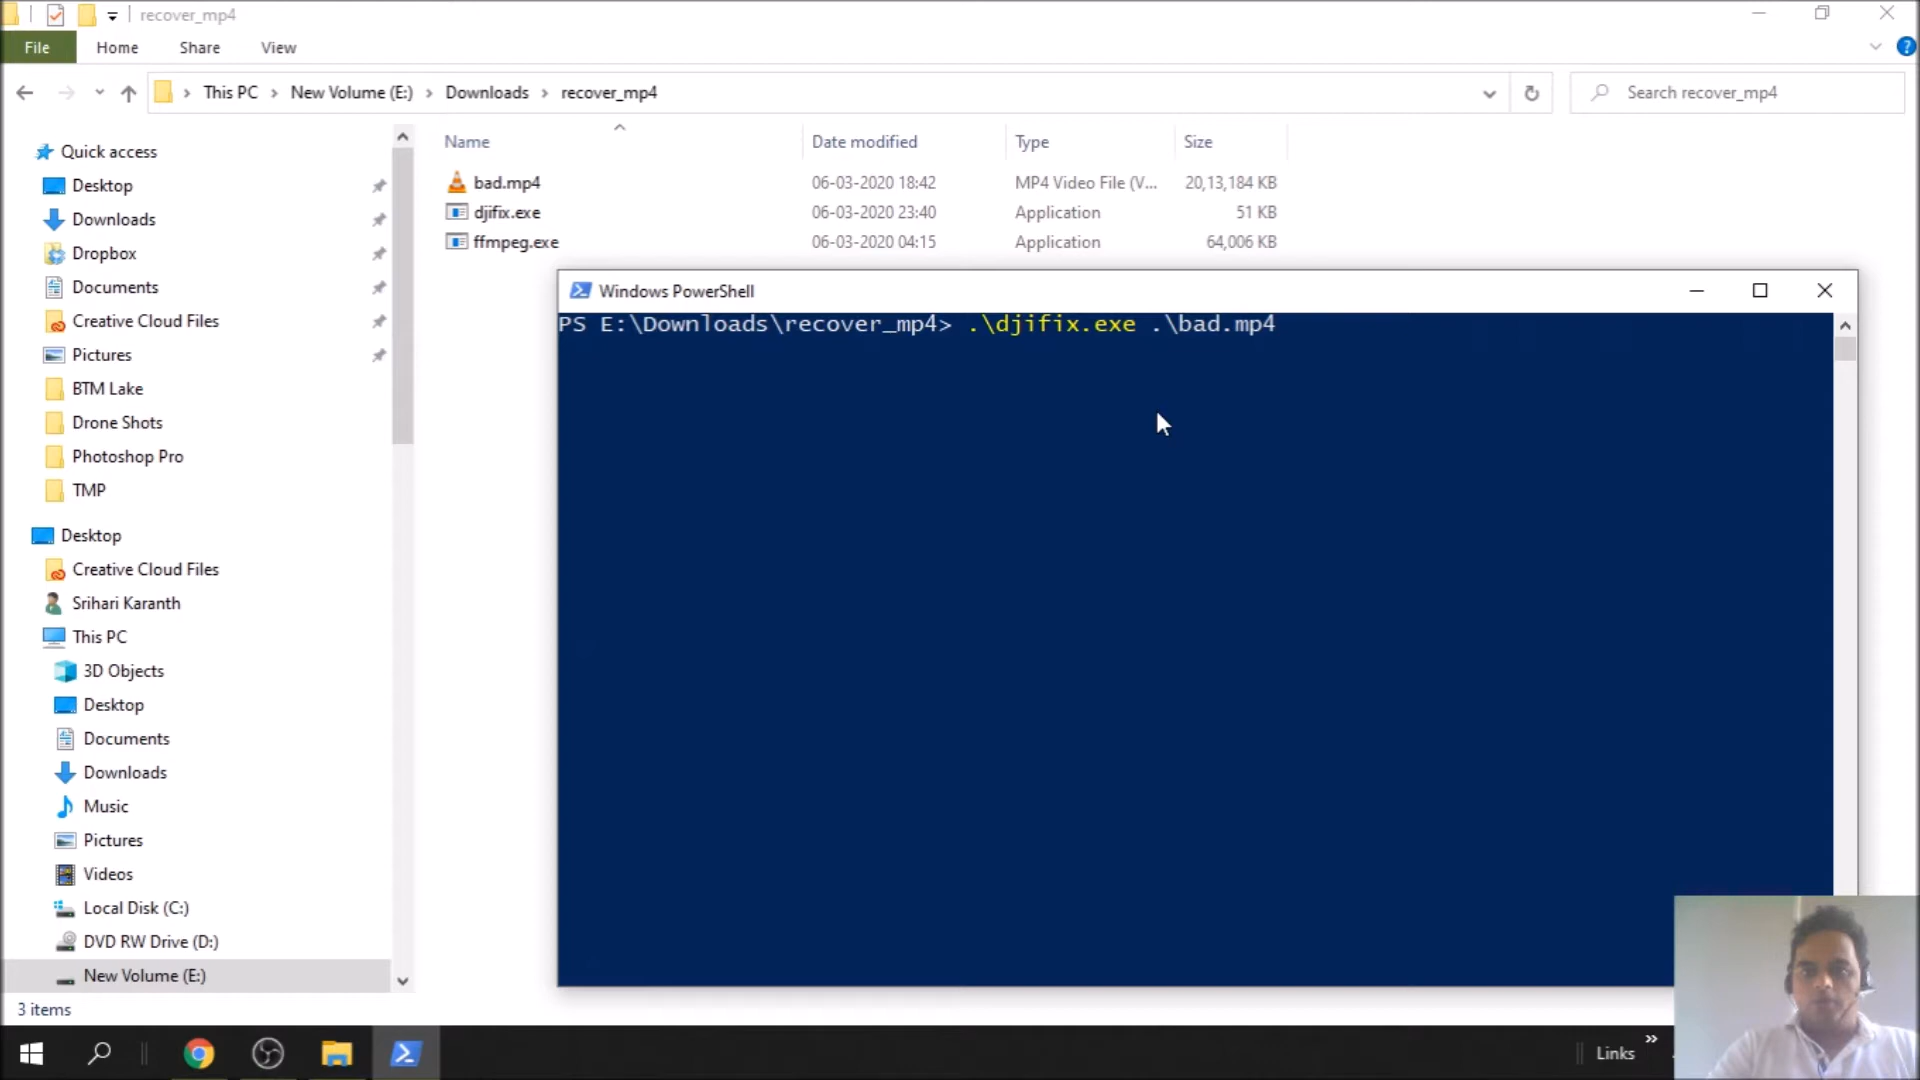 recover_mp4
File Home Share View
This PC > New Volume (E:) > Downloads > recover_mp4
Search recover_mp4
Name Date modified Type Size
bad.mp4 06-03-2020 18:42 MP4 Video File (V... 20,13,184 KB
djifix.exe 06-03-2020 23:40 Application 51 KB
ffmpeg.exe 06-03-2020 04:15 Application 64,006 KB
Quick access
Desktop
Downloads
Dropbox
Documents
Creative Cloud Files
Pictures
BTM Lake
Drone Shots
Photoshop Pro
TMP
Desktop
Creative Cloud Files
Srihari Karanth
This PC
3D Objects
Desktop
Documents
Downloads
Music
Pictures
Videos
Local Disk (C:)
DVD RW Drive (D:)
New Volume (E:)
3 items
Windows PowerShell
PS E:\Downloads\recover_mp4> .\djifix.exe .\bad.mp4
Links